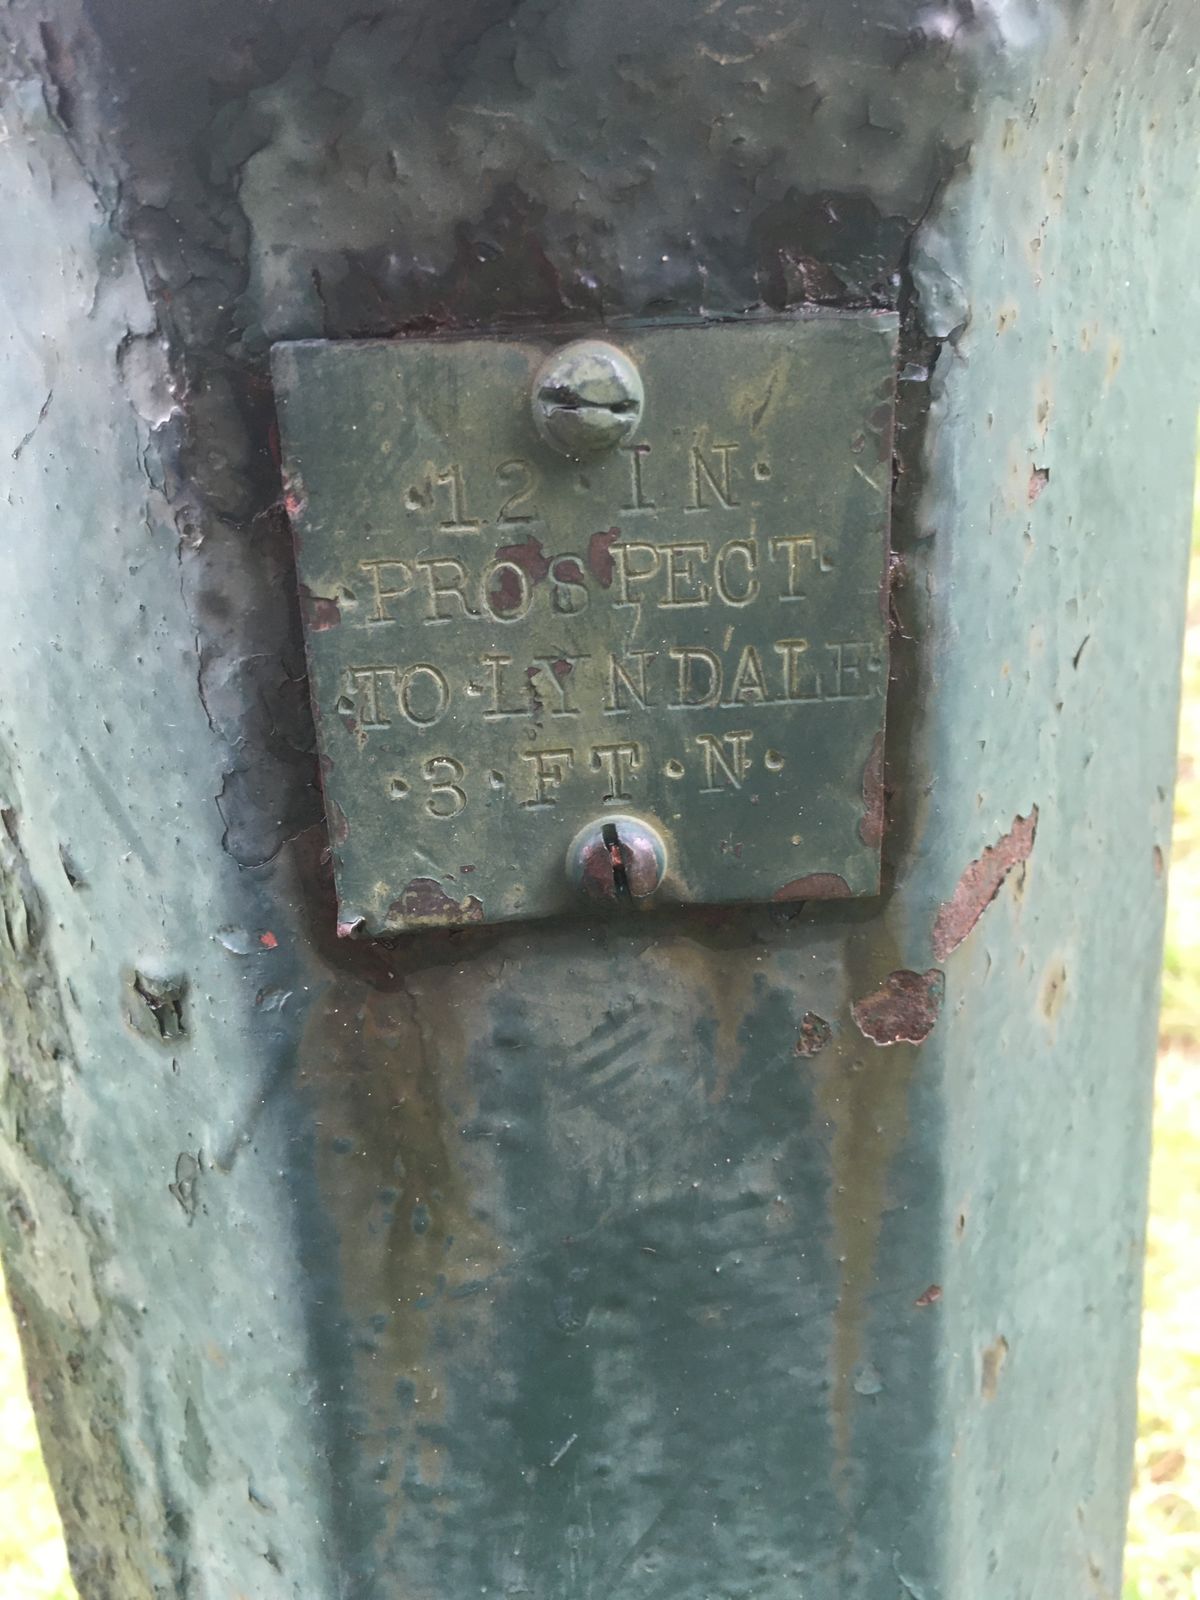 ·12·IN·
·PROSPECT·
·TO·LYNDALE·
·3·FT·N·